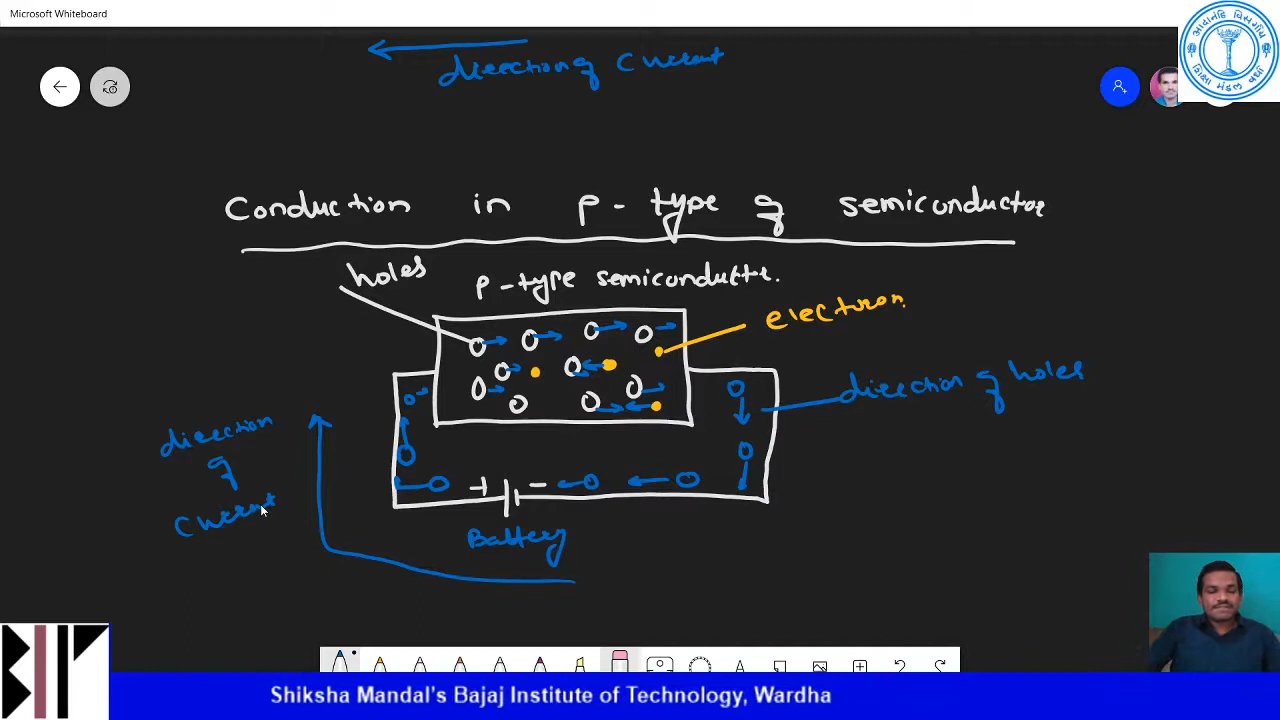 Microsoft Whiteboard
direction of Current
Conduction in p-type of semiconductor
holes
p-type semiconductor.
electron.
direction of holes
direction
of
Current
+
-
Battery
Shiksha Mandal's Bajaj Institute of Technology, Wardha